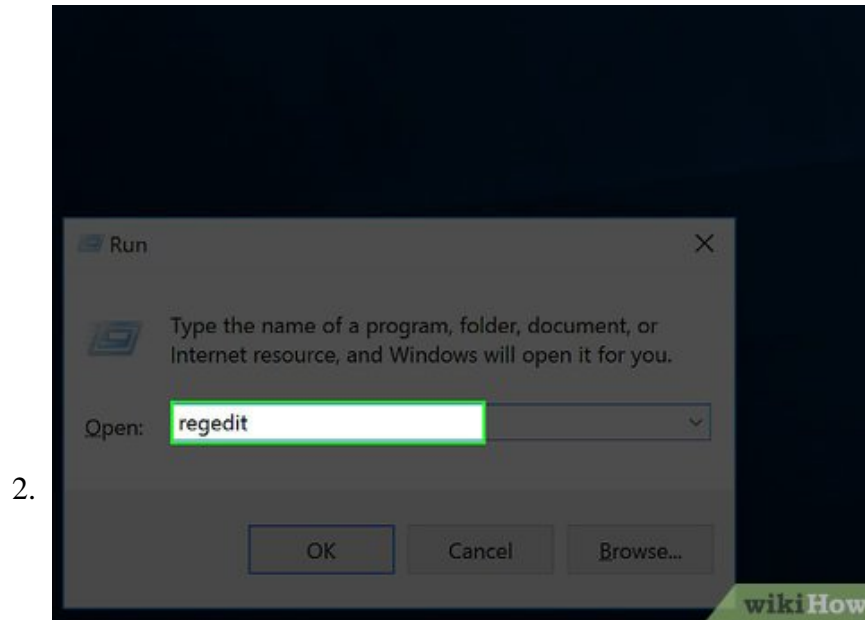 Run
Type the name of a program, folder, document, or
Internet resource, and Windows will open it for you.
Open: regedit
2.
OK Cancel Browse...
wikiHow